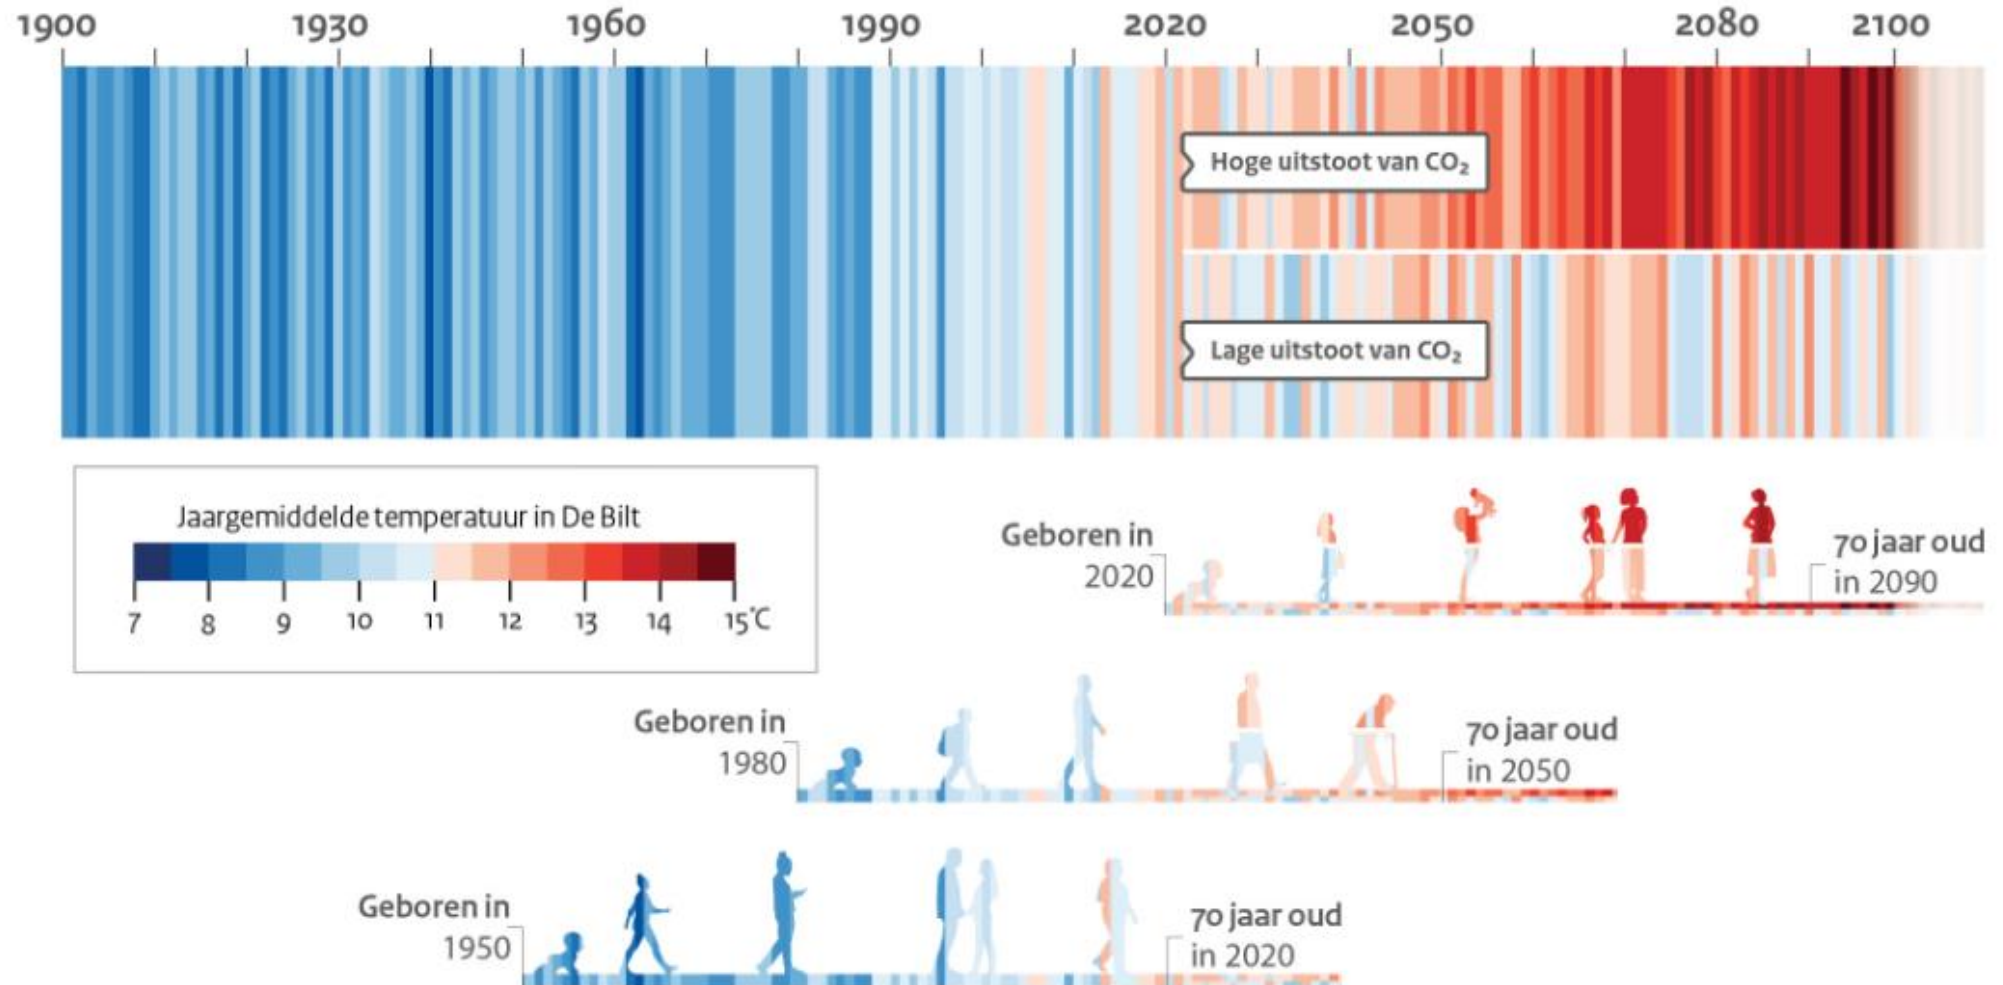 1900 1930 1960 1990 2020 2050 2080 2100
Hoge uitstoot van CO₂
Lage uitstoot van CO₂
Jaargemiddelde temperatuur in De Bilt
7 8 9 10 11 12 13 14 15°C
Geboren in
2020
70 jaar oud
in 2090
Geboren in
1980
70 jaar oud
in 2050
Geboren in
1950
70 jaar oud
in 2020